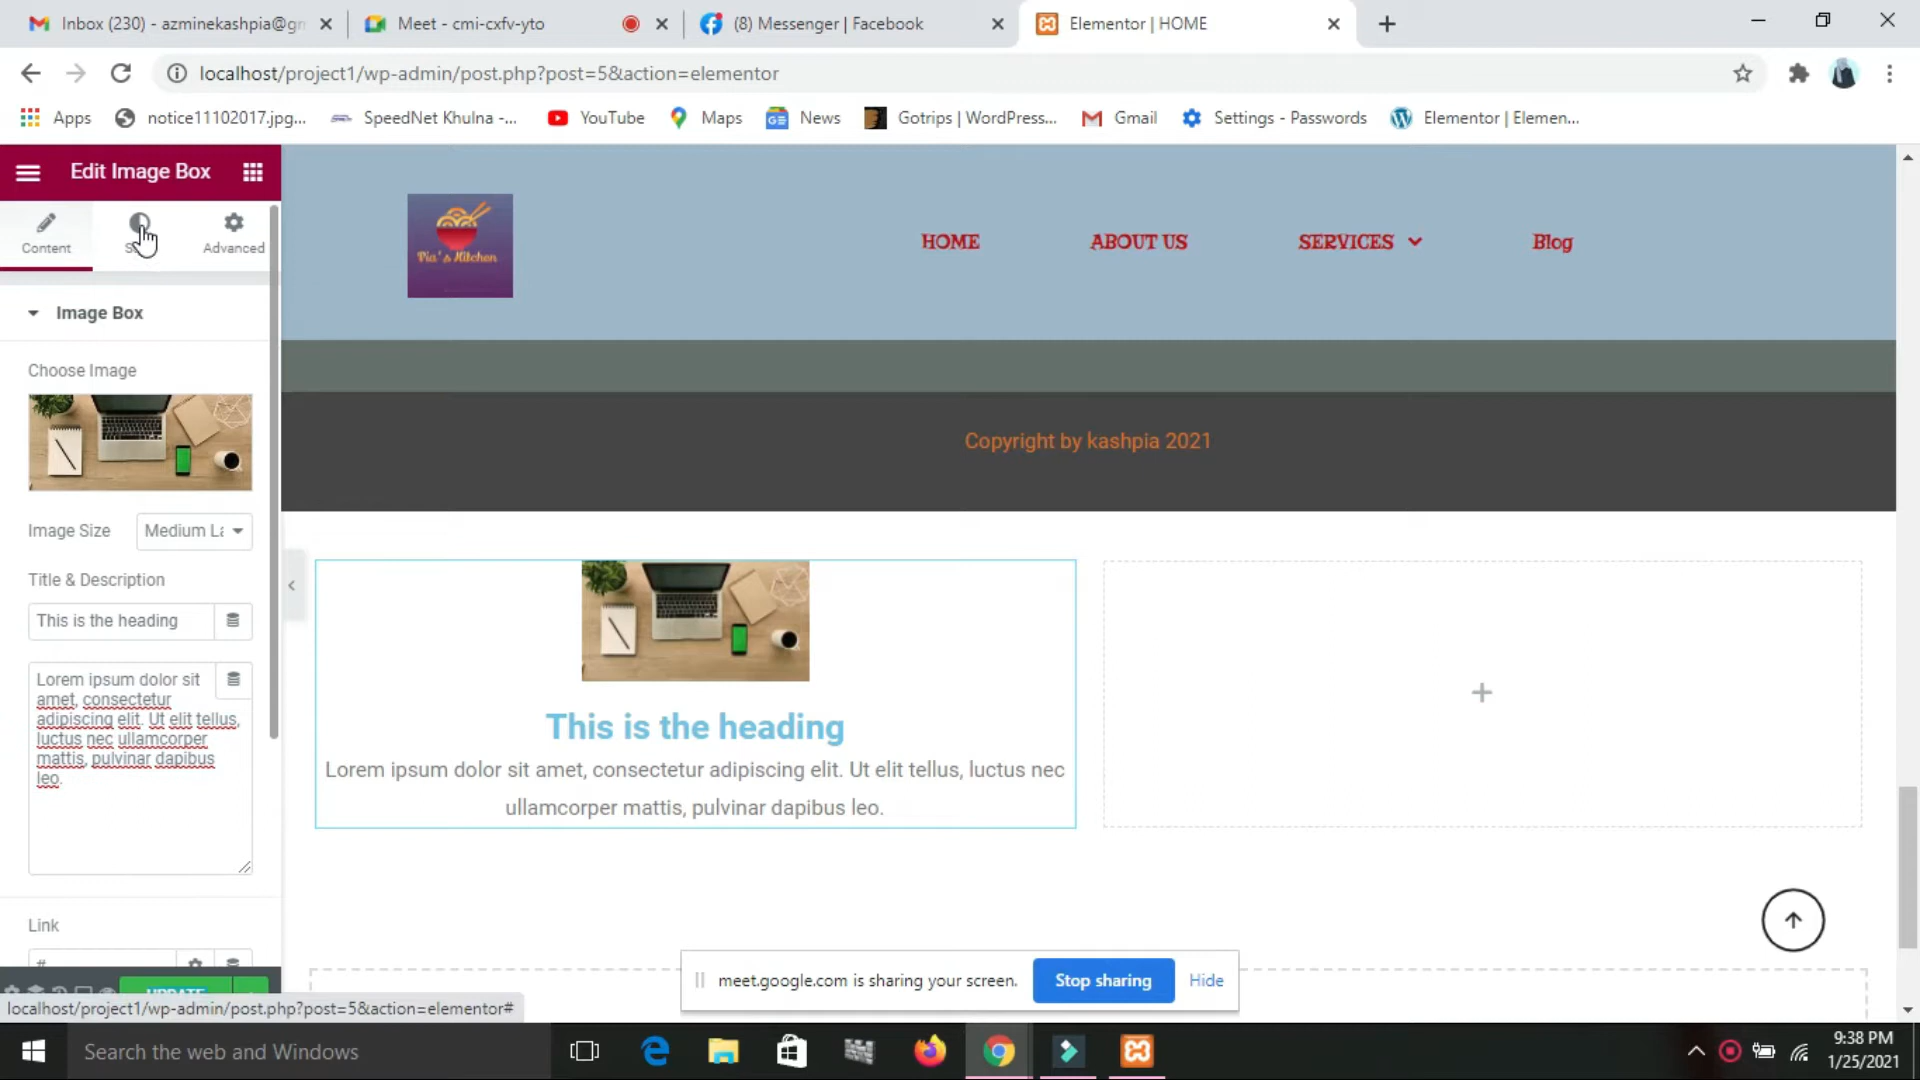 Inbox (230) - azminekashpia@gm
Meet - cmi-cxfv-yto
(8) Messenger | Facebook
Elementor | HOME
localhost/project1/wp-admin/post.php?post=5&action=elementor
Apps
notice11102017.jpg...
SpeedNet Khulna -...
YouTube
Maps
News
Gotrips | WordPress...
Gmail
Settings - Passwords
Elementor | Elemen...
Edit Image Box
Content
Advanced
Pia's Kitchen
HOME
ABOUT US
SERVICES
Blog
Image Box
Choose Image
Copyright by kashpia 2021
Image Size
Medium La
Title & Description
This is the heading
Lorem ipsum dolor sit
amet, consectetur
adipiscing elit. Ut elit tellus,
luctus nec ullamcorper
mattis, pulvinar dapibus
leo.
This is the heading
Lorem ipsum dolor sit amet, consectetur adipiscing elit. Ut elit tellus, luctus nec
ullamcorper mattis, pulvinar dapibus leo.
Link
#
UPDATE
meet.google.com is sharing your screen.
Stop sharing
Hide
localhost/project1/wp-admin/post.php?post=5&action=elementor#
Search the web and Windows
9:38 PM
1/25/2021